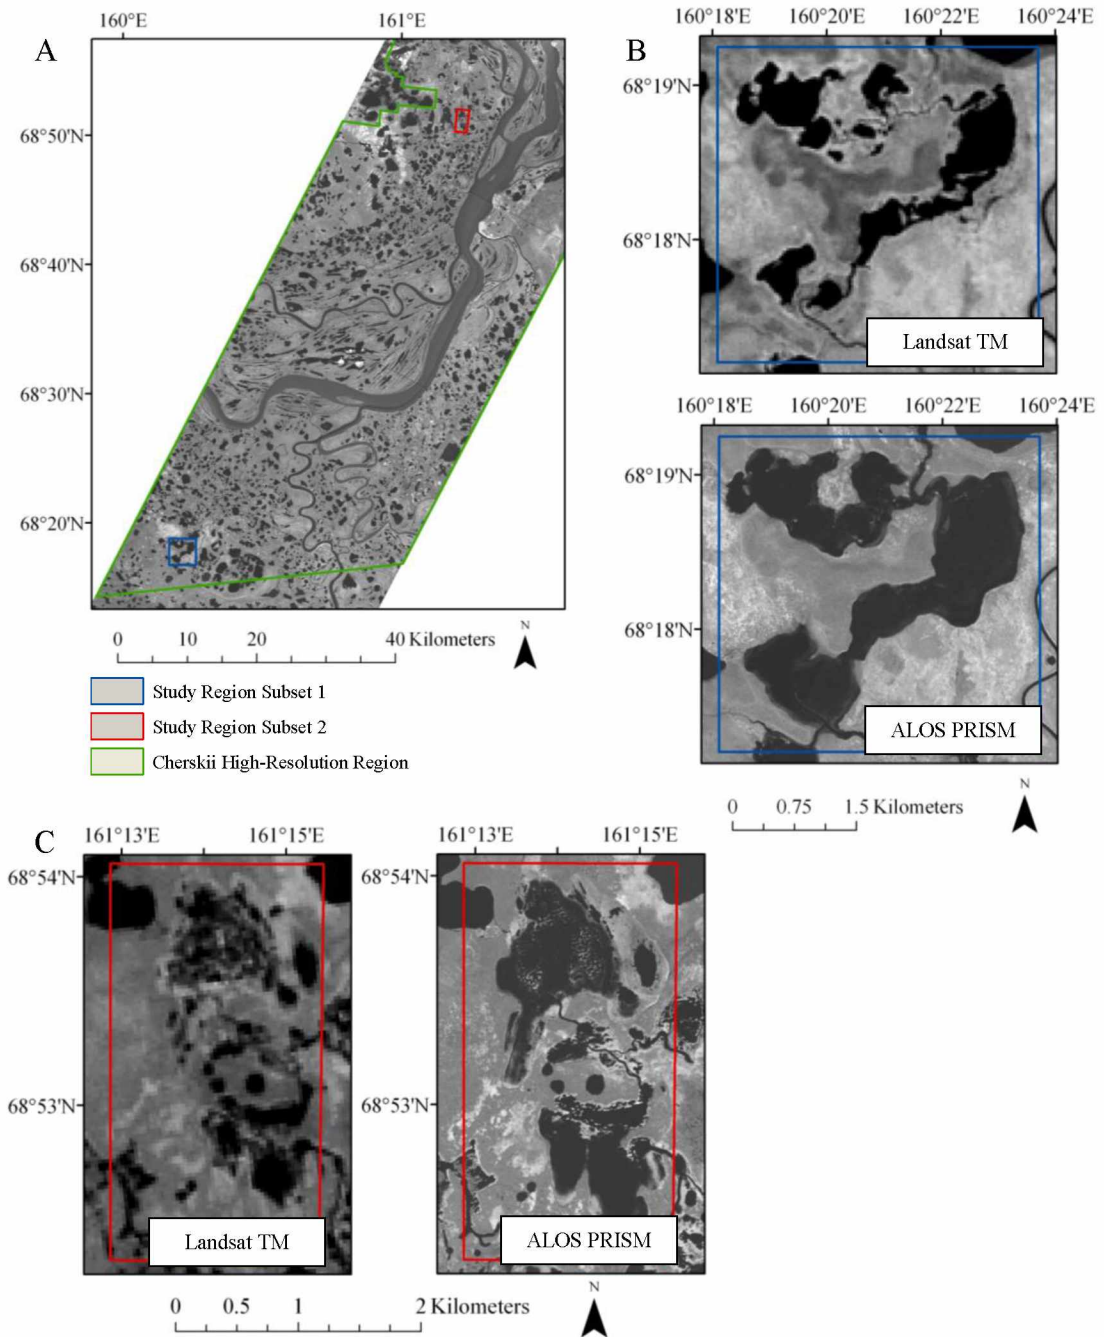 160°E 161°E
A
68°50'N
68°40'N
68°30'N
68°20'N
0 10 20 40 Kilometers
N
Study Region Subset 1
Study Region Subset 2
Cherskii High-Resolution Region
B
160°18'E 160°20'E 160°22'E 160°24'E
68°19'N
68°18'N
Landsat TM
160°18'E 160°20'E 160°22'E 160°24'E
68°19'N
68°18'N
ALOS PRISM
N
0 0.75 1.5 Kilometers
C
161°13'E 161°15'E
68°54'N
68°53'N
Landsat TM
161°13'E 161°15'E
68°54'N
68°53'N
ALOS PRISM
N
0 0.5 1 2 Kilometers